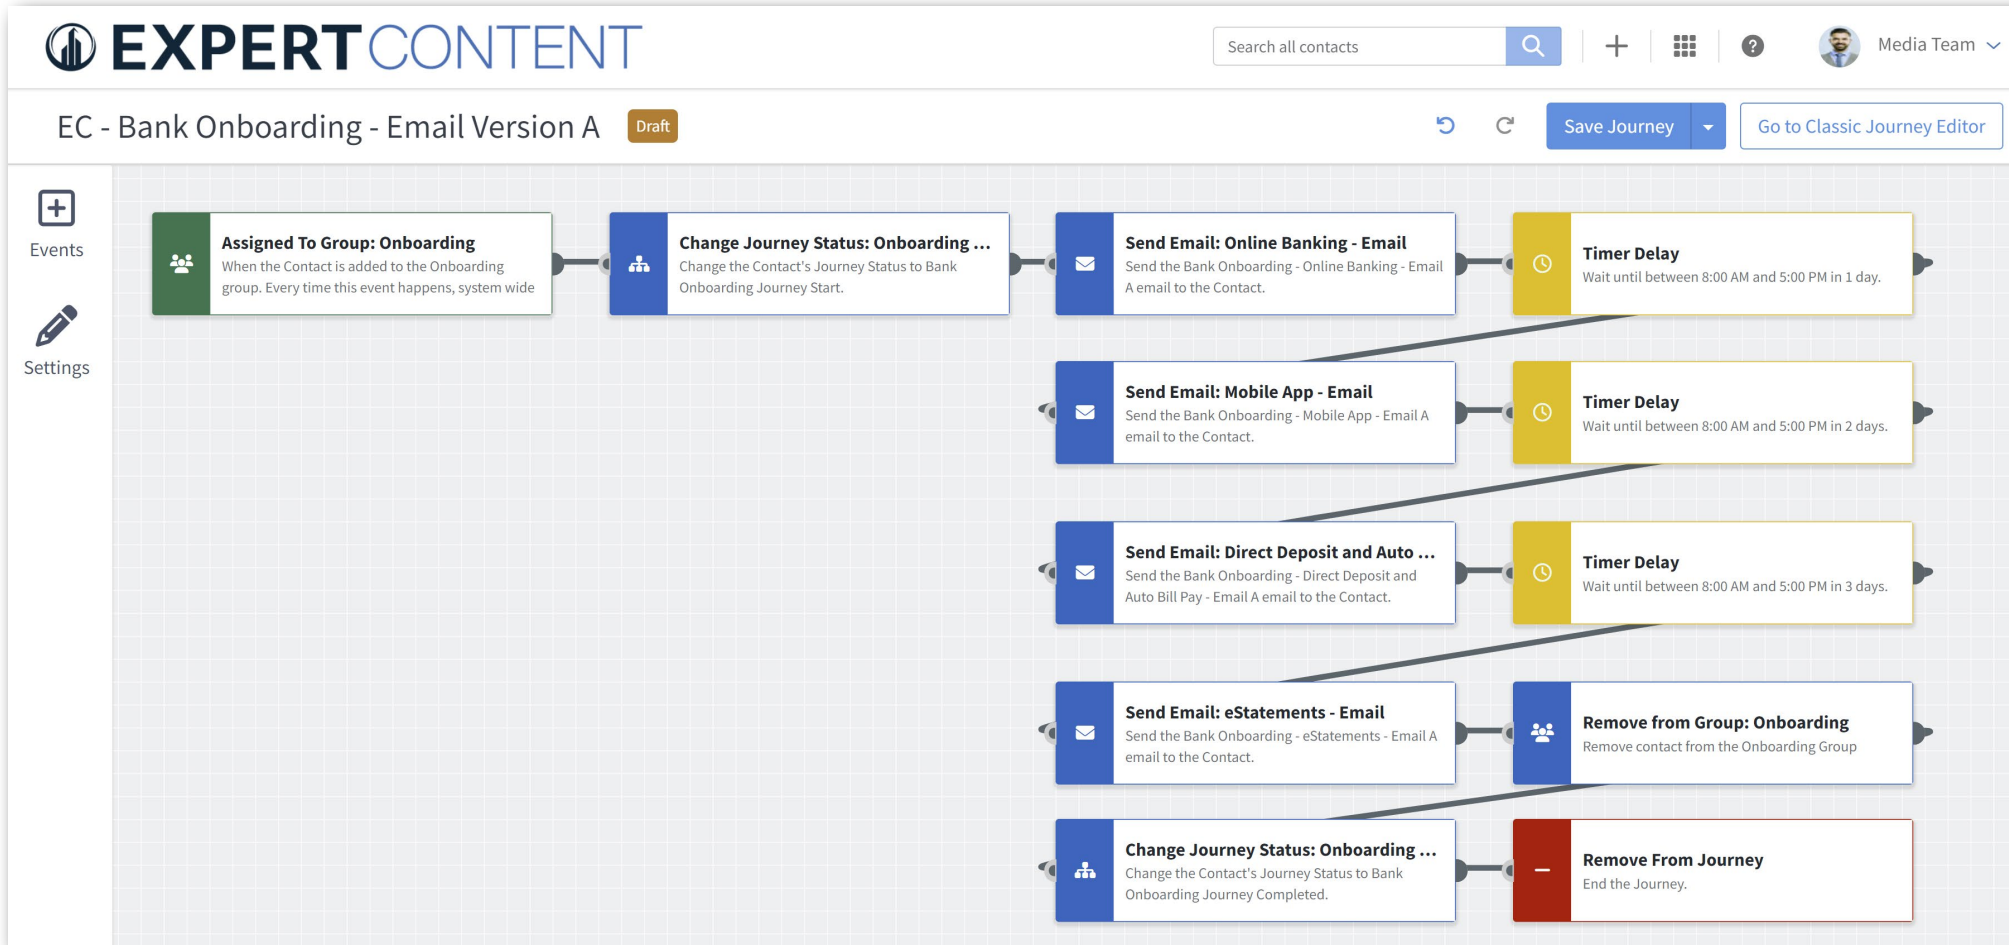 EXPERTCONTENT
Search all contacts
Media Team
EC - Bank Onboarding - Email Version A
Draft
Save Journey
Go to Classic Journey Editor
Events
Settings
Assigned To Group: Onboarding
When the Contact is added to the Onboarding
group. Every time this event happens, system wide
Change Journey Status: Onboarding ...
Change the Contact's Journey Status to Bank
Onboarding Journey Start.
Send Email: Online Banking - Email
Send the Bank Onboarding - Online Banking - Email
A email to the Contact.
Timer Delay
Wait until between 8:00 AM and 5:00 PM in 1 day.
Send Email: Mobile App - Email
Send the Bank Onboarding - Mobile App - Email A
email to the Contact.
Timer Delay
Wait until between 8:00 AM and 5:00 PM in 2 days.
Send Email: Direct Deposit and Auto ...
Send the Bank Onboarding - Direct Deposit and
Auto Bill Pay - Email A email to the Contact.
Timer Delay
Wait until between 8:00 AM and 5:00 PM in 3 days.
Send Email: eStatements - Email
Send the Bank Onboarding - eStatements - Email A
email to the Contact.
Remove from Group: Onboarding
Remove contact from the Onboarding Group
Change Journey Status: Onboarding ...
Change the Contact's Journey Status to Bank
Onboarding Journey Completed.
Remove From Journey
End the Journey.